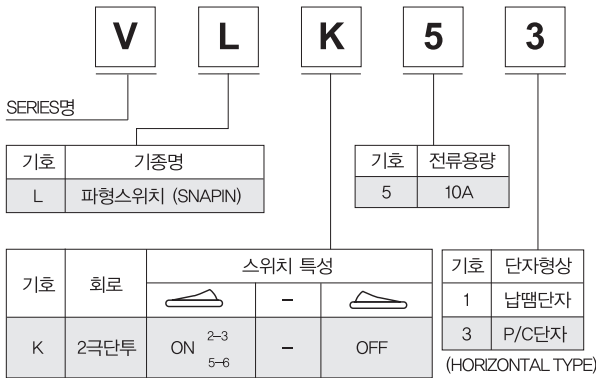 V L K 5 3
SERIES명
기호 기종명
L 파형스위치 (SNAPIN)
기호 전류용량
5 10A
기호 회로 스위치 특성
–
K 2극단투 ON 2–3 5–6 – OFF
기호 단자형상
1 납땜단자
3 P/C단자
(HORIZONTAL TYPE)